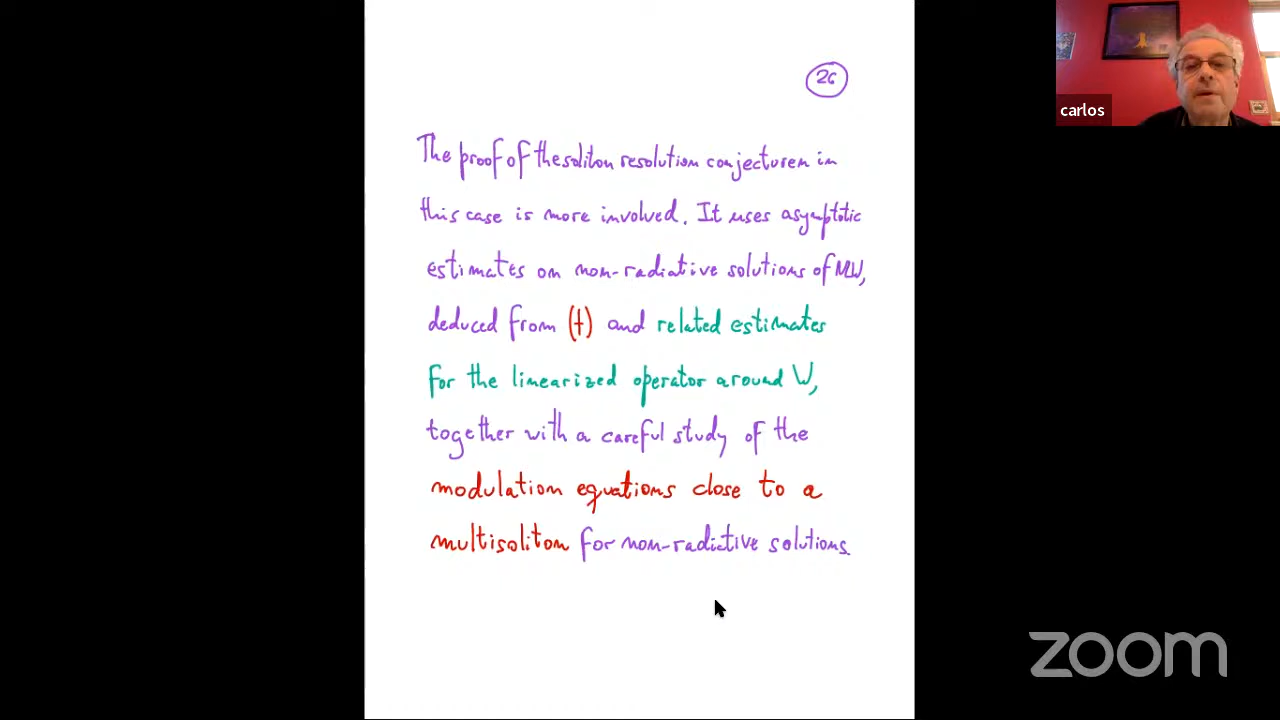 26
carlos
The proof of the soliton resolution conjecturem in
this case is more involved. It uses asymptotic
estimates on non-radiative solutions of NLW,
deduced from (†) and related estimates
for the linearized operator around W,
together with a careful study of the
modulation equations close to a
multisoliton for non-radiative solutions.
zoom